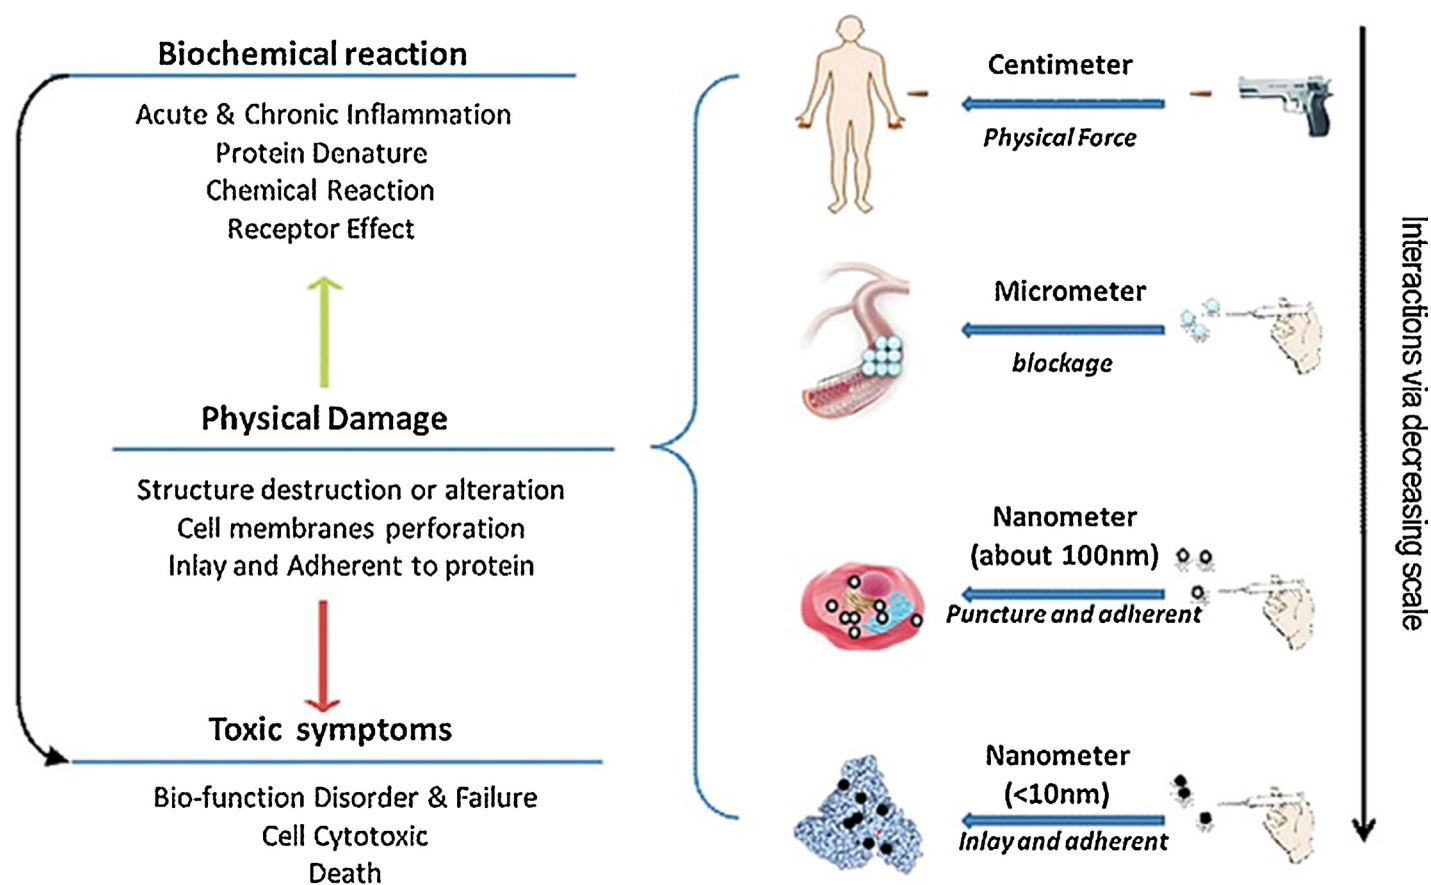 Biochemical reaction
Acute & Chronic Inflammation
Protein Denature
Chemical Reaction
Receptor Effect
Physical Damage
Structure destruction or alteration
Cell membranes perforation
Inlay and Adherent to protein
Toxic symptoms
Bio-function Disorder & Failure
Cell Cytotoxic
Death
Centimeter
Physical Force
Micrometer
blockage
Nanometer
(about 100nm)
Puncture and adherent
Nanometer
(<10nm)
Inlay and adherent
Interactions via decreasing scale